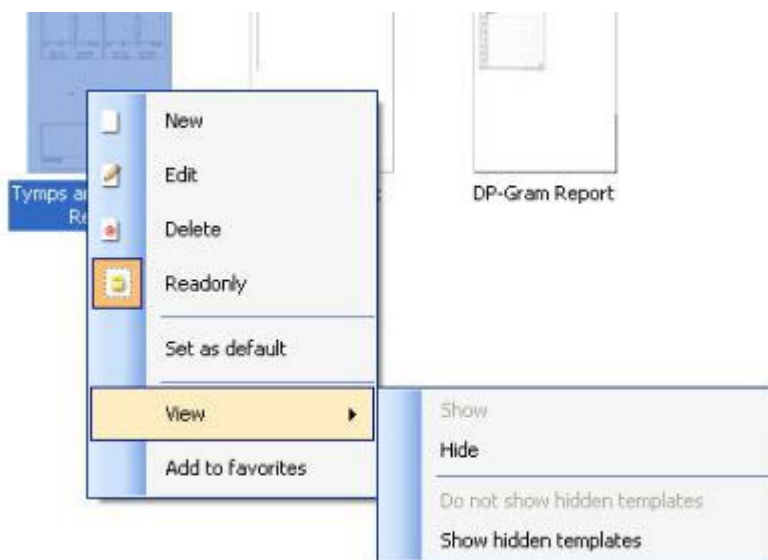 New
Edit
Tymps a
Re
DP-Gram Report
Delete
Readonly
Set as default
View
Show
Hide
Add to favorites
Do not show hidden templates
Show hidden templates